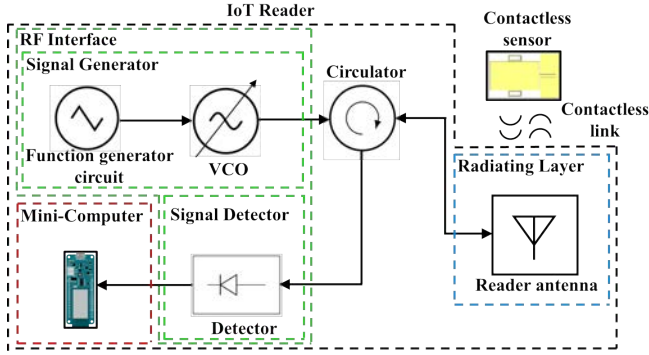 IoT Reader
Contactless
sensor
RF Interface
Signal Generator
Circulator
Contactless
link
Function generator
circuit
VCO
Radiating Layer
Mini-Computer
Signal Detector
Reader antenna
Detector